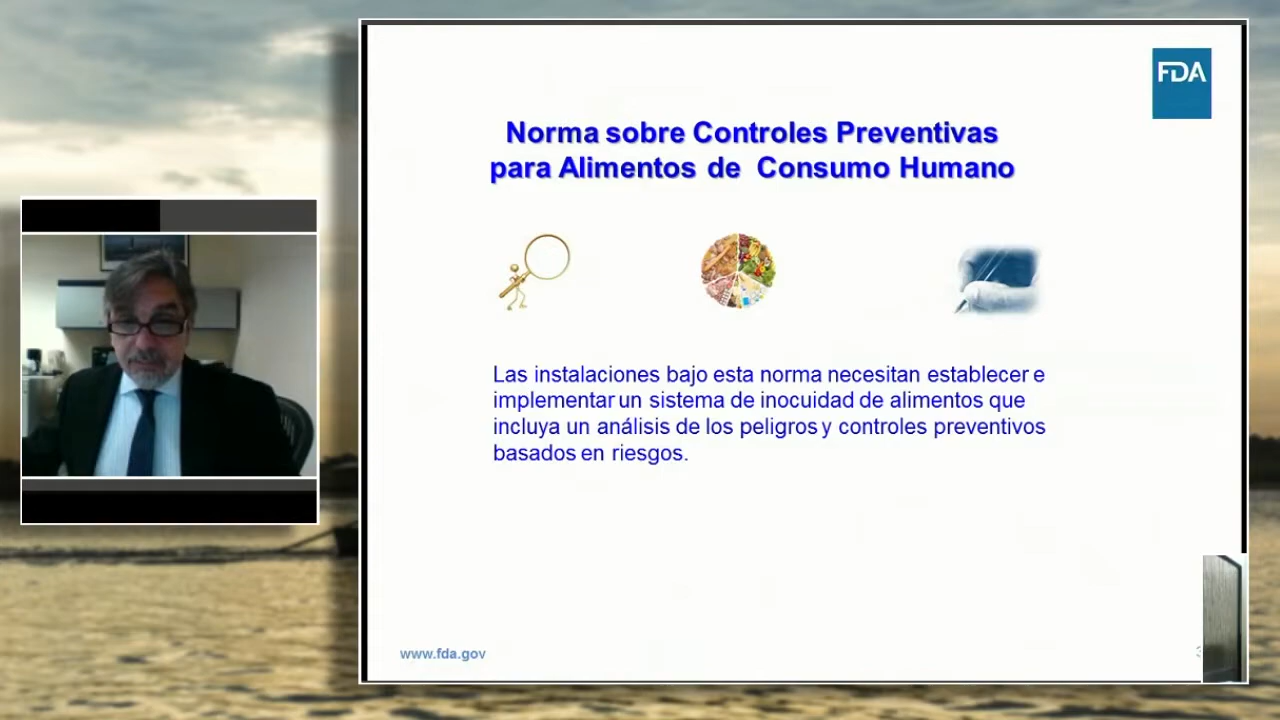 FDA
Norma sobre Controles Preventivas
para Alimentos de Consumo Humano
Las instalaciones bajo esta norma necesitan establecer e
implementar un sistema de inocuidad de alimentos que
incluya un análisis de los peligros y controles preventivos
basados en riesgos.
www.fda.gov